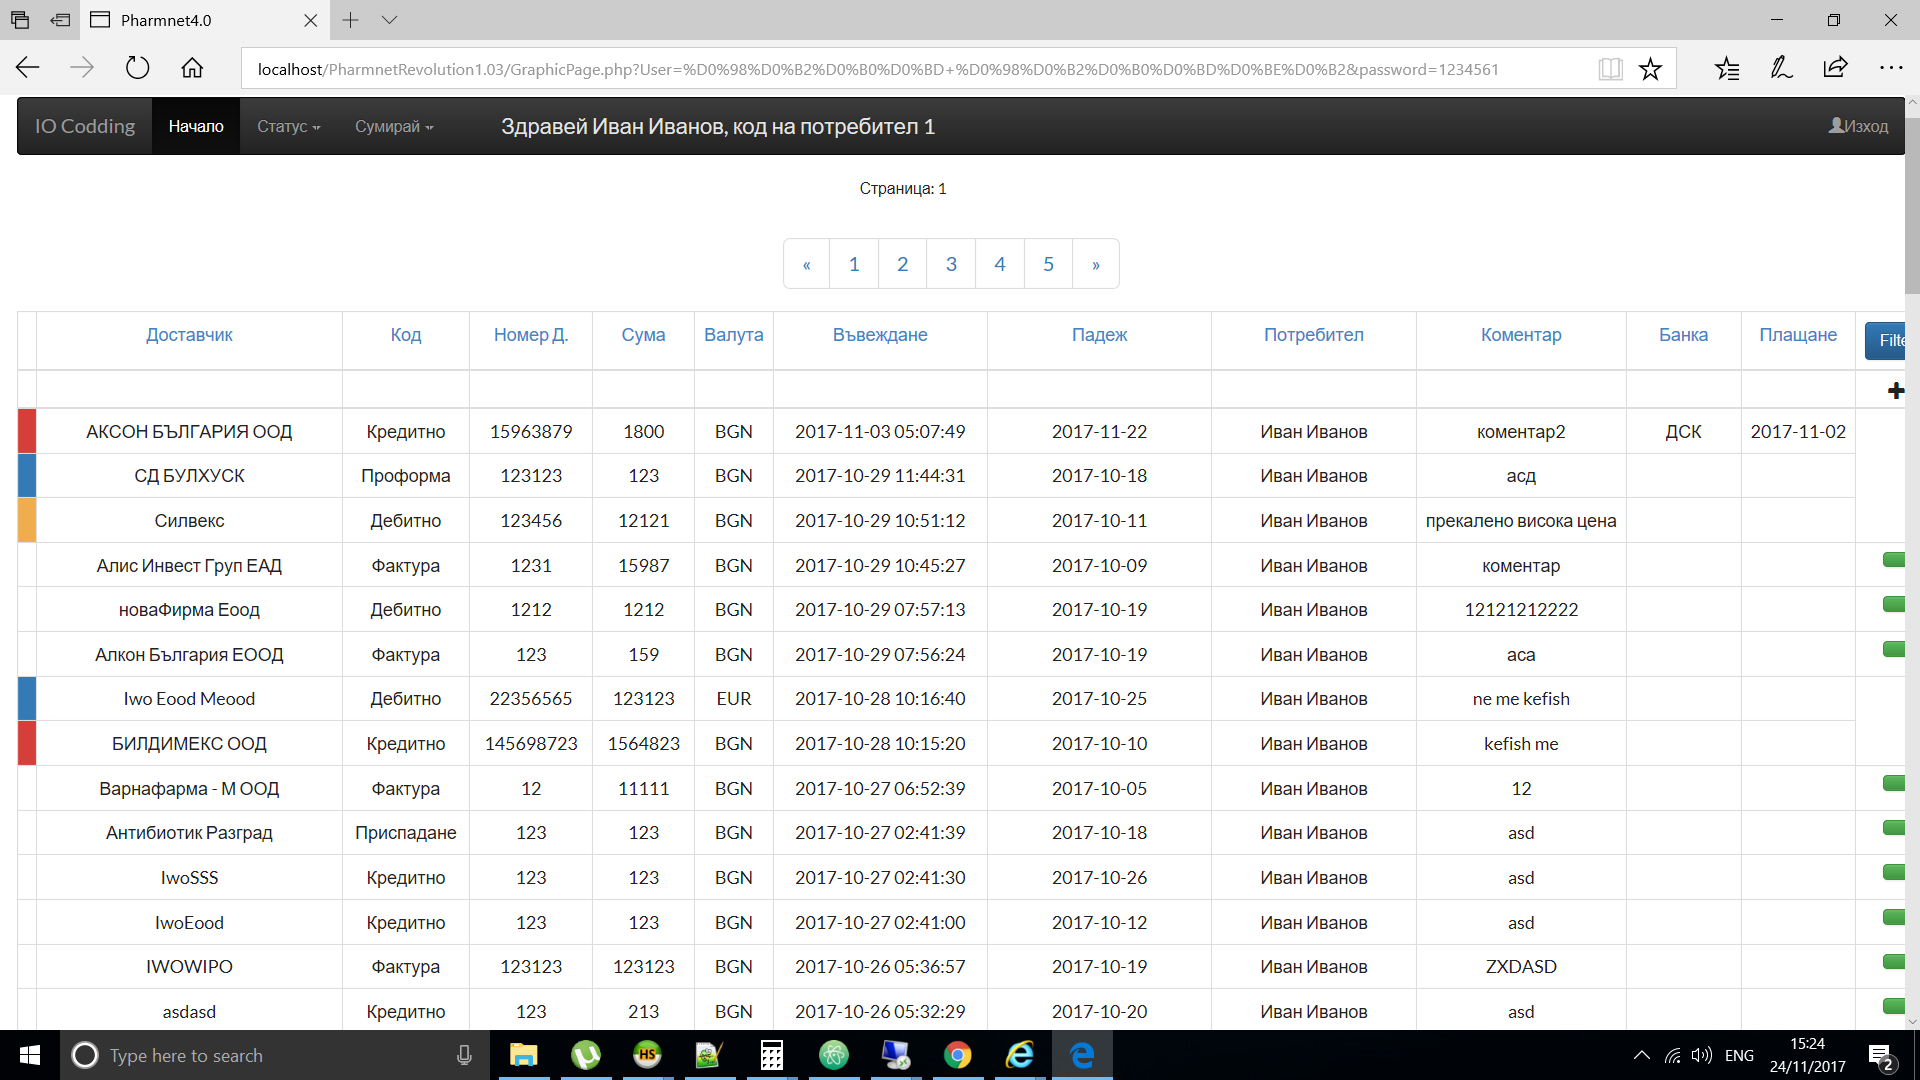 Pharmnet4.0
localhost/PharmnetRevolution1.03/GraphicPage.php?User=%D0%98%D0%B2%D0%B0%D0%BD+%D0%98%D0%B2%D0%B0%D0%BD%D0%BE%D0%B2&password=1234561
IO Codding Начало Статус Сумирай Здравей Иван Иванов, код на потребител 1 Изход
Страница: 1
« 1 2 3 4 5 »
Доставчик Код Номер Д. Сума Валута Въвеждане Падеж Потребител Коментар Банка Плащане Filte
АКСОН БЪЛГАРИЯ ООД Кредитно 15963879 1800 BGN 2017-11-03 05:07:49 2017-11-22 Иван Иванов коментар2 ДСК 2017-11-02
СД БУЛХУСК Проформа 123123 123 BGN 2017-10-29 11:44:31 2017-10-18 Иван Иванов асд
Силвекс Дебитно 123456 12121 BGN 2017-10-29 10:51:12 2017-10-11 Иван Иванов прекалено висока цена
Алис Инвест Груп ЕАД Фактура 1231 15987 BGN 2017-10-29 10:45:27 2017-10-09 Иван Иванов коментар
новаФирма Еоод Дебитно 1212 1212 BGN 2017-10-29 07:57:13 2017-10-19 Иван Иванов 12121212222
Алкон България ЕООД Фактура 123 159 BGN 2017-10-29 07:56:24 2017-10-19 Иван Иванов аса
Iwo Eood Meood Дебитно 22356565 123123 EUR 2017-10-28 10:16:40 2017-10-25 Иван Иванов ne me kefish
БИЛДИМЕКС ООД Кредитно 145698723 1564823 BGN 2017-10-28 10:15:20 2017-10-10 Иван Иванов kefish me
Варнафарма - М ООД Фактура 12 11111 BGN 2017-10-27 06:52:39 2017-10-05 Иван Иванов 12
Антибиотик Разград Приспадане 123 123 BGN 2017-10-27 02:41:39 2017-10-18 Иван Иванов asd
IwoSSS Кредитно 123 123 BGN 2017-10-27 02:41:30 2017-10-26 Иван Иванов asd
IwoEood Кредитно 123 123 BGN 2017-10-27 02:41:00 2017-10-12 Иван Иванов asd
IWOWIPO Фактура 123123 123123 BGN 2017-10-26 05:36:57 2017-10-19 Иван Иванов ZXDASD
asdasd Кредитно 123 213 BGN 2017-10-26 05:32:29 2017-10-20 Иван Иванов asd
Type here to search HS ENG 15:24
24/11/2017 2